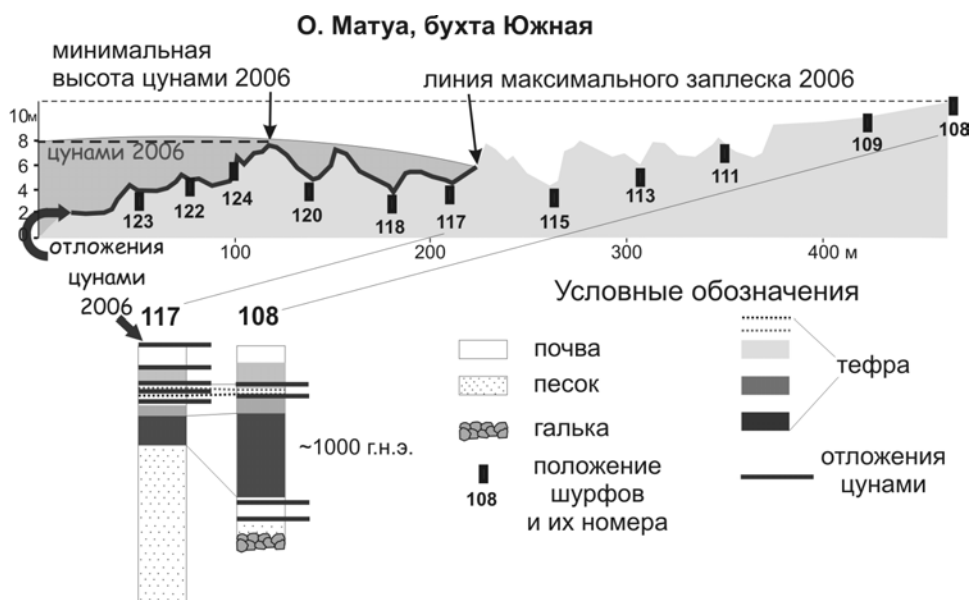 О. Матуа, бухта Южная
минимальная
высота цунами 2006
линия максимального заплеска 2006
10м
8
6
4
2
0
цунами 2006
123
122
124
120
118
117
115
113
111
109
108
100
200
300
400 м
отложения
цунами
2006
117
108
~1000 г.н.э.
Условные обозначения
почва
песок
галька
108
положение
шурфов
и их номера
тефра
отложения
цунами